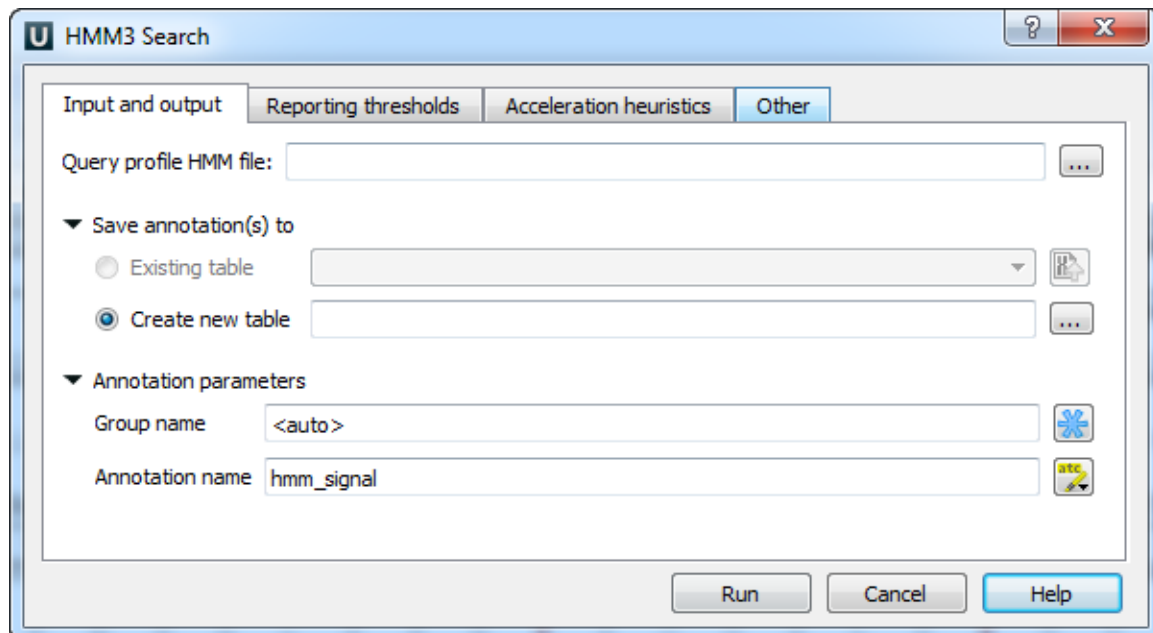 U HMM3 Search
Input and output Reporting thresholds Acceleration heuristics Other
Query profile HMM file: ...
Save annotation(s) to
Existing table
Create new table ...
Annotation parameters
Group name <auto>
Annotation name hmm_signal atc
Run Cancel Help